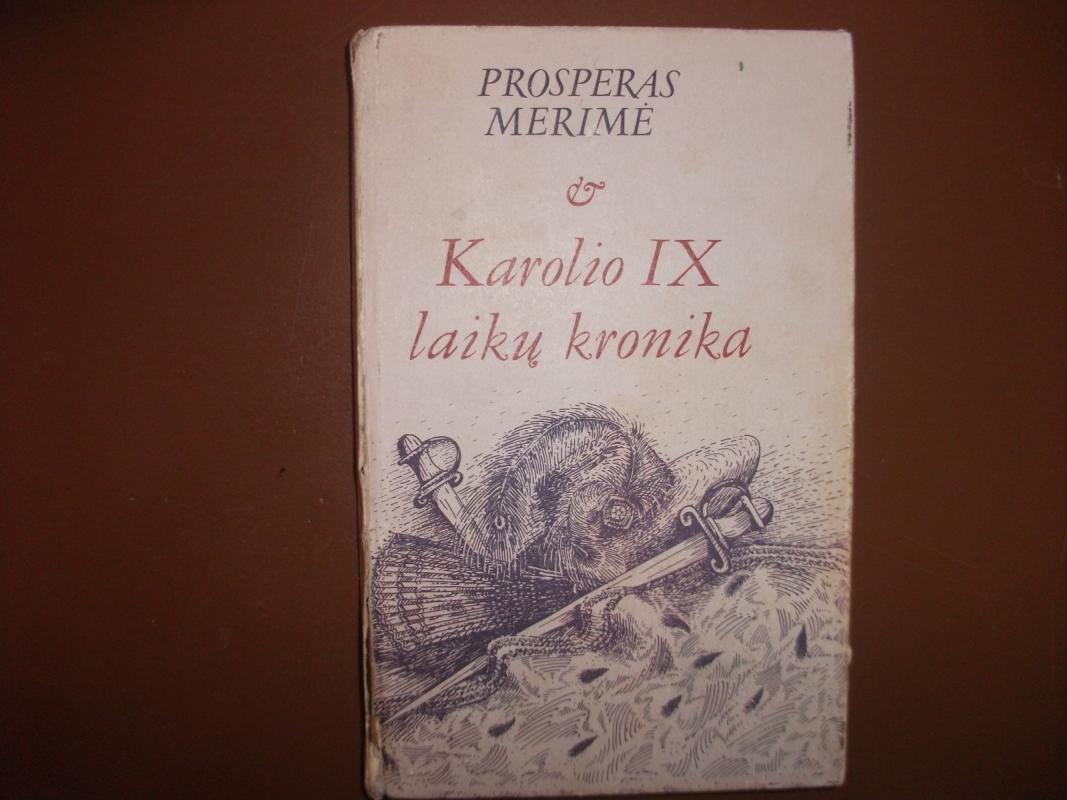 PROSPERAS
MERIMĖ
&
Karolio IX
laikų kronika